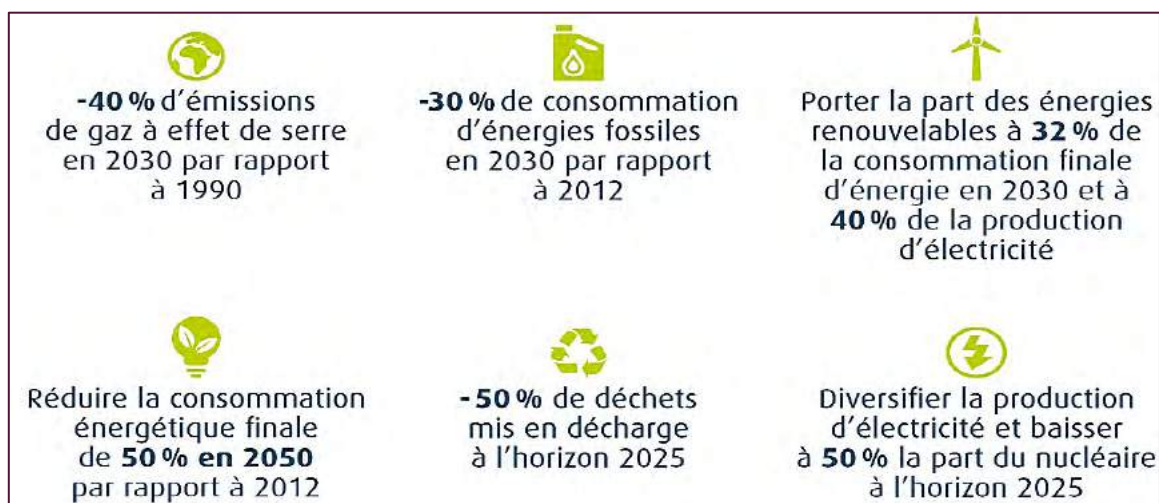 -40 % d'émissions
de gaz à effet de serre
en 2030 par rapport
à 1990
-30 % de consommation
d'énergies fossiles
en 2030 par rapport
à 2012
Porter la part des énergies
renouvelables à 32 % de
la consommation finale
d'énergie en 2030 et à
40 % de la production
d'électricité
Réduire la consommation
énergétique finale
de 50 % en 2050
par rapport à 2012
-50 % de déchets
mis en décharge
à l'horizon 2025
Diversifier la production
d'électricité et baisser
à 50 % la part du nucléaire
à l'horizon 2025